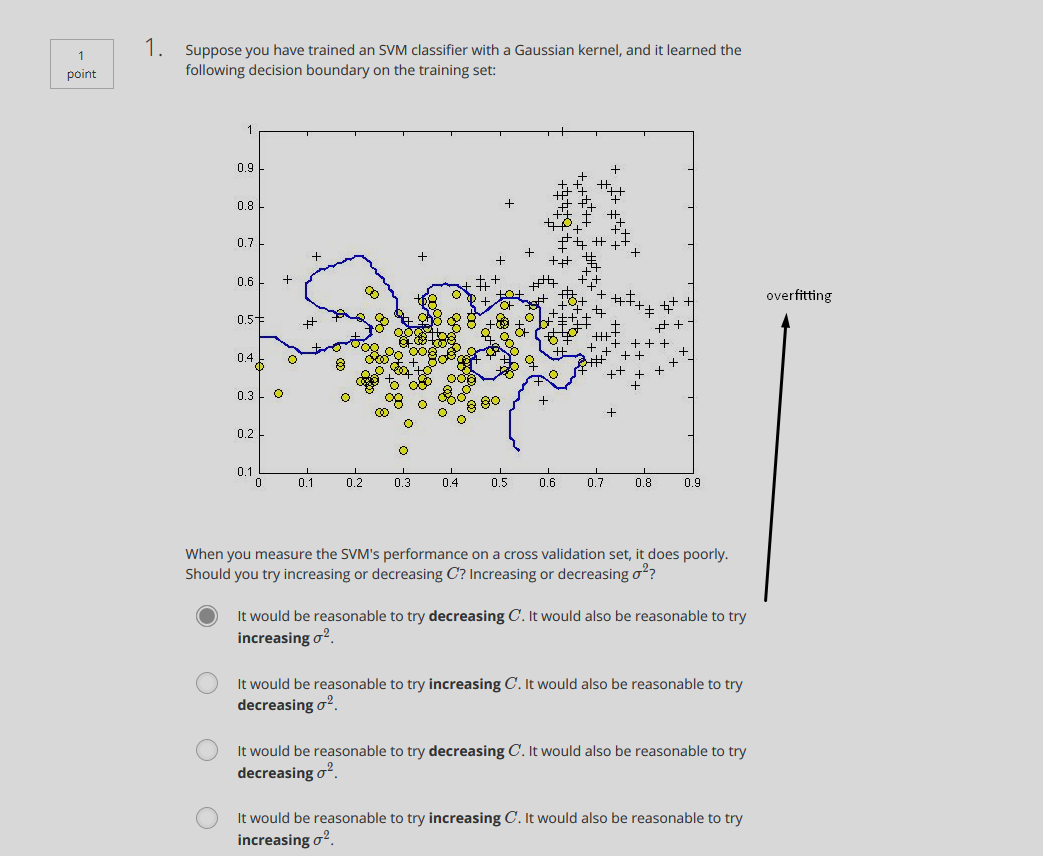 1
point
1.
Suppose you have trained an SVM classifier with a Gaussian kernel, and it learned the
following decision boundary on the training set:
1
0.9
0.8
0.7
0.6
0.5
0.4
0.3
0.2
0.1
0 0.1 0.2 0.3 0.4 0.5 0.6 0.7 0.8 0.9
overfitting
When you measure the SVM's performance on a cross validation set, it does poorly.
Should you try increasing or decreasing C? Increasing or decreasing σ²?
It would be reasonable to try decreasing C. It would also be reasonable to try
increasing σ².
It would be reasonable to try increasing C. It would also be reasonable to try
decreasing σ².
It would be reasonable to try decreasing C. It would also be reasonable to try
decreasing σ².
It would be reasonable to try increasing C. It would also be reasonable to try
increasing σ².